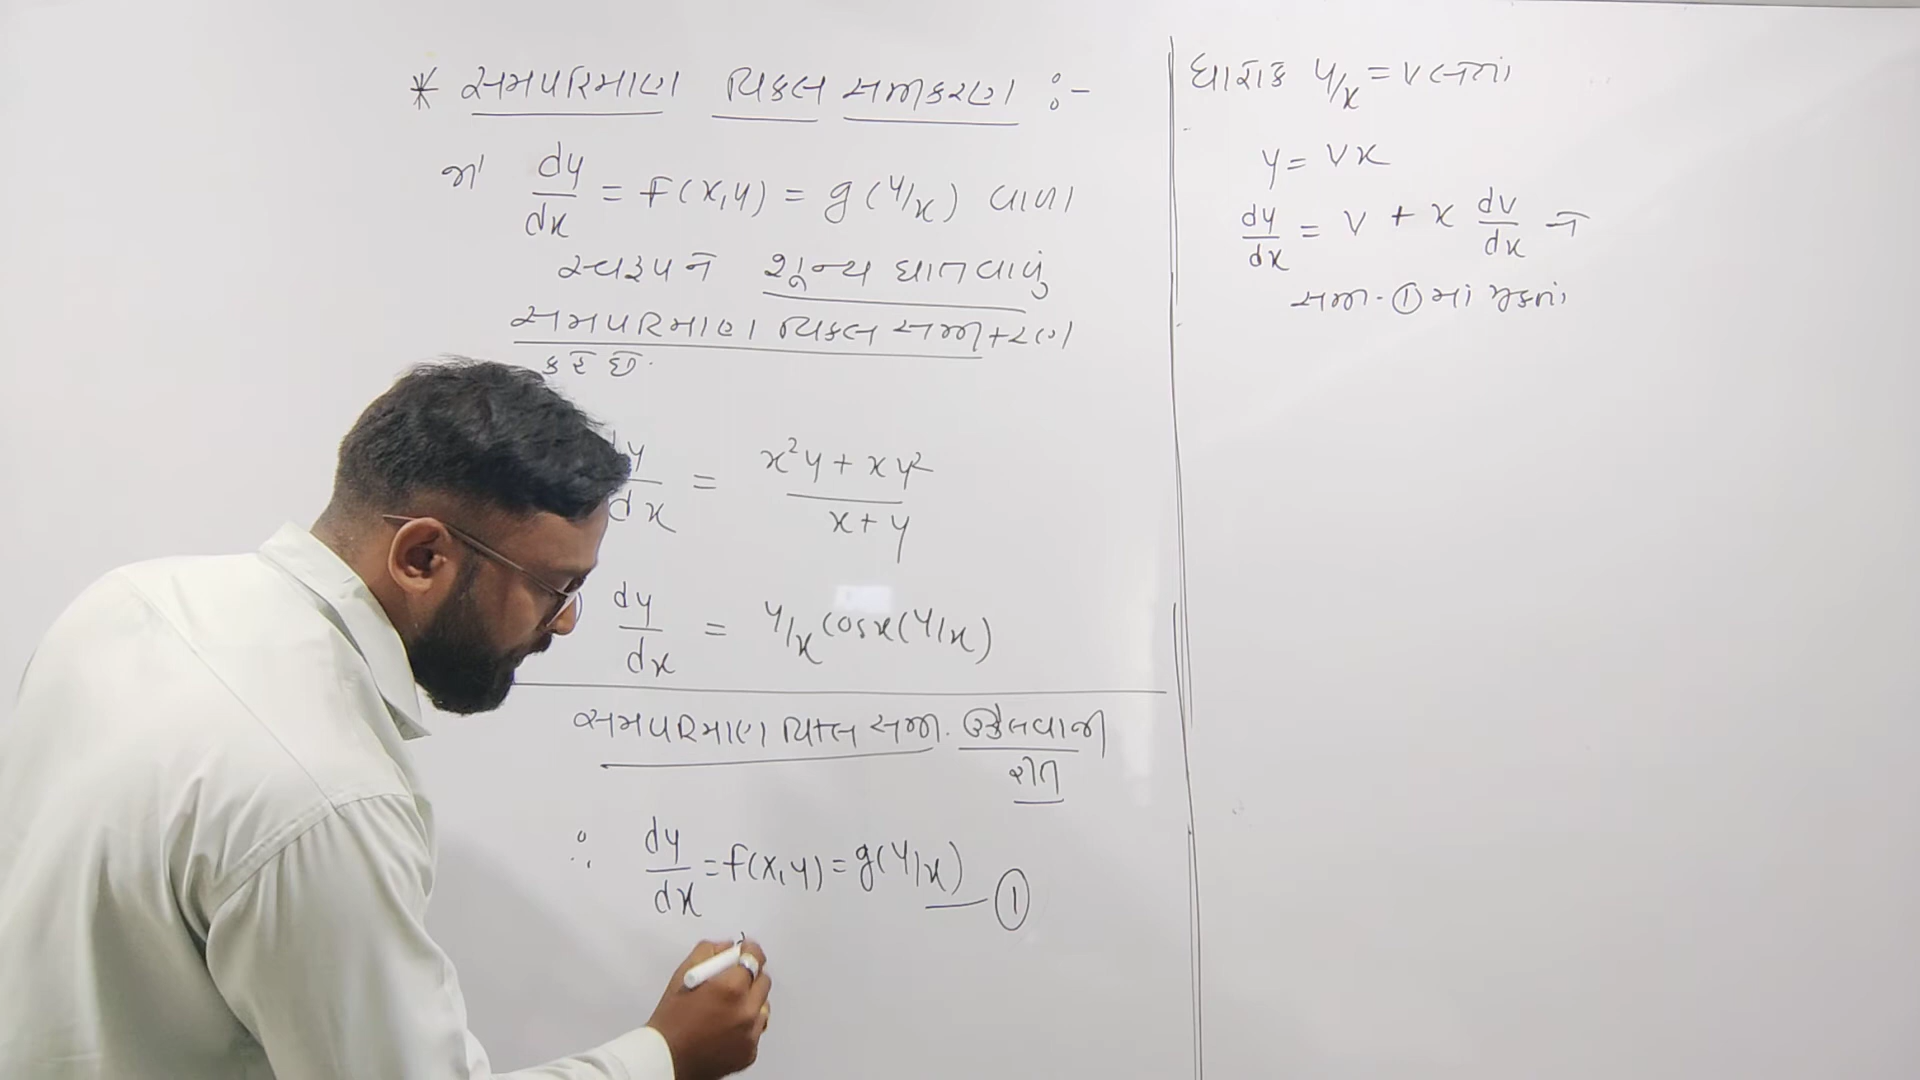 * સમપરિમાણ વિકલ સમીકરણ :-
જો dy/dx = f(x,y) = g(y/x) વાળા
સ્વરૂપને શૂન્ય ઘાતવાળું
સમપરિમાણ વિકલ સમીકરણ
કહે છે.
dy/dx = x²y + xy² / x + y
dy/dx = y/x cosx(y/x)
સમપરિમાણ વિકલ સમી. ઉકેલવાની
રીત
∴ dy/dx = f(x,y) = g(y/x) — ①
ધારોકે y/x = v લેતાં
y = vx
dy/dx = v + x dv/dx ને
સમી. ① માં મુકતાં